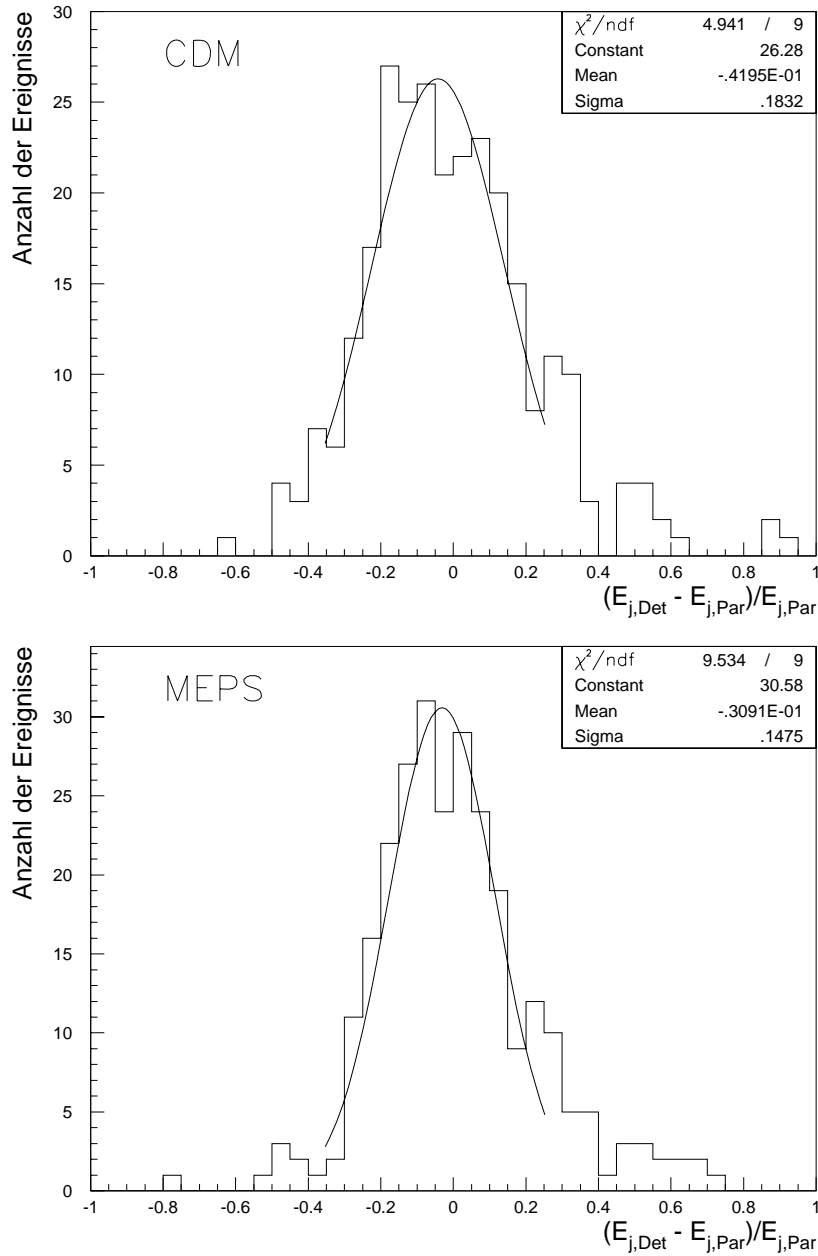 CDM
χ²/ndf 4.941 / 9
Constant 26.28
Mean -.4195E-01
Sigma .1832
Anzahl der Ereignisse
30
25
20
15
10
5
0
-1 -0.8 -0.6 -0.4 -0.2 0 0.2 0.4 0.6 0.8 1
(E_j,Det - E_j,Par)/E_j,Par
MEPS
χ²/ndf 9.534 / 9
Constant 30.58
Mean -.3091E-01
Sigma .1475
Anzahl der Ereignisse
30
25
20
15
10
5
0
-1 -0.8 -0.6 -0.4 -0.2 0 0.2 0.4 0.6 0.8 1
(E_j,Det - E_j,Par)/E_j,Par